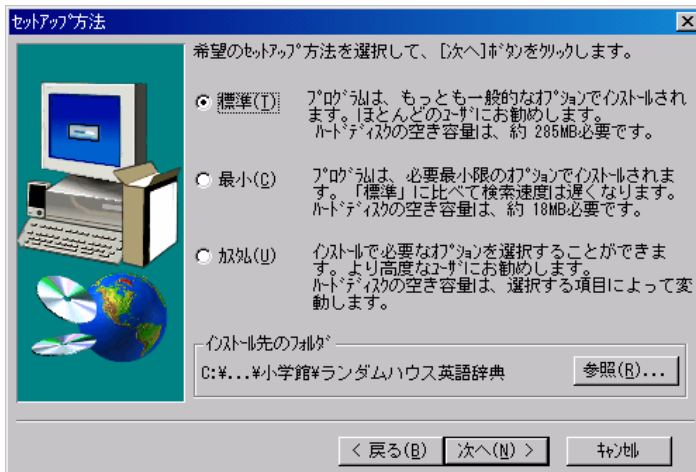 ｾｯﾄｱｯﾌﾟ方法
希望のｾｯﾄｱｯﾌﾟ方法を選択して、[次へ]ﾎﾞﾀﾝをｸﾘｯｸします。
標準(T)
ﾌﾟﾛｸﾞﾗﾑは、もっとも一般的なｵﾌﾟｼｮﾝでｲﾝｽﾄｰﾙされ
ます。ほとんどのﾕｰｻﾞにお勧めします。
ﾊｰﾄﾞﾃﾞｨｽｸの空き容量は、約 285MB必要です。
最小(C)
ﾌﾟﾛｸﾞﾗﾑは、必要最小限のｵﾌﾟｼｮﾝでｲﾝｽﾄｰﾙされま
す。「標準」に比べて検索速度は遅くなります。
ﾊｰﾄﾞﾃﾞｨｽｸの空き容量は、約 18MB必要です。
ｶｽﾀﾑ(U)
ｲﾝｽﾄｰﾙで必要なｵﾌﾟｼｮﾝを選択することができま
す。より高度なﾕｰｻﾞにお勧めします。
ﾊｰﾄﾞﾃﾞｨｽｸの空き容量は、選択する項目によって変
動します。
ｲﾝｽﾄｰﾙ先のﾌｫﾙﾀﾞ
C:¥...¥小学館¥ランダムハウス英語辞典
参照(R)...
< 戻る(B)
次へ(N) >
ｷｬﾝｾﾙ